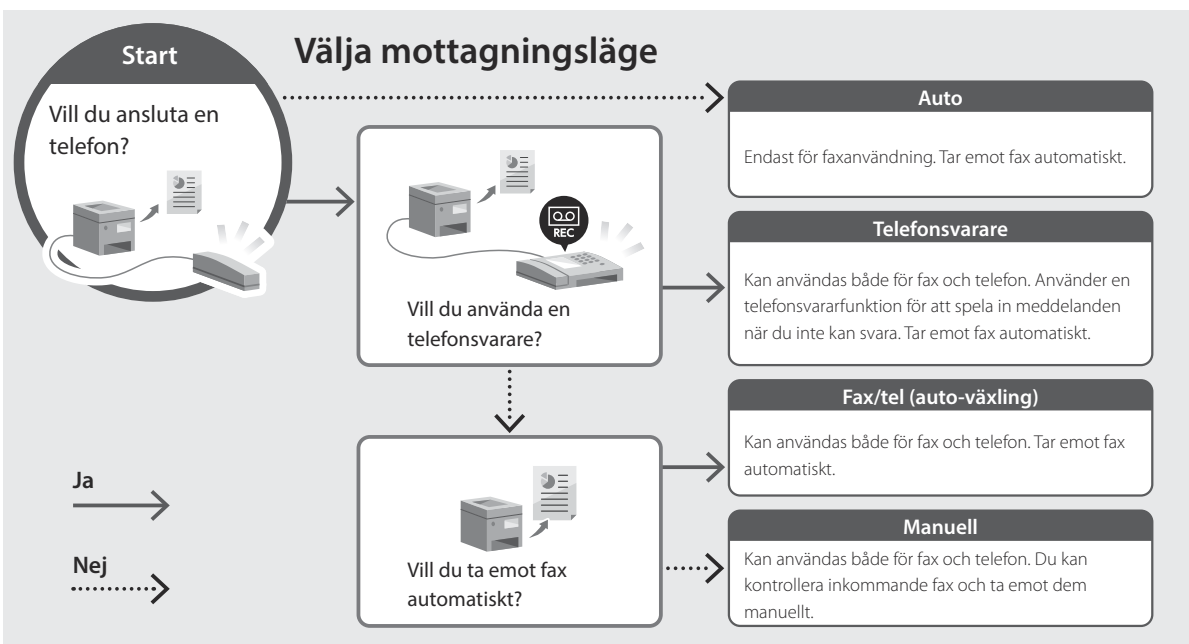 Välja mottagningsläge
Start
Vill du ansluta en
telefon?
Auto
Endast för faxanvändning. Tar emot fax automatiskt.
REC
Vill du använda en
telefonsvarare?
Telefonsvarare
Kan användas både för fax och telefon. Använder en
telefonsvararfunktion för att spela in meddelanden
när du inte kan svara. Tar emot fax automatiskt.
Vill du ta emot fax
automatiskt?
Fax/tel (auto-växling)
Kan användas både för fax och telefon. Tar emot fax
automatiskt.
Manuell
Kan användas både för fax och telefon. Du kan
kontrollera inkommande fax och ta emot dem
manuellt.
Ja
Nej